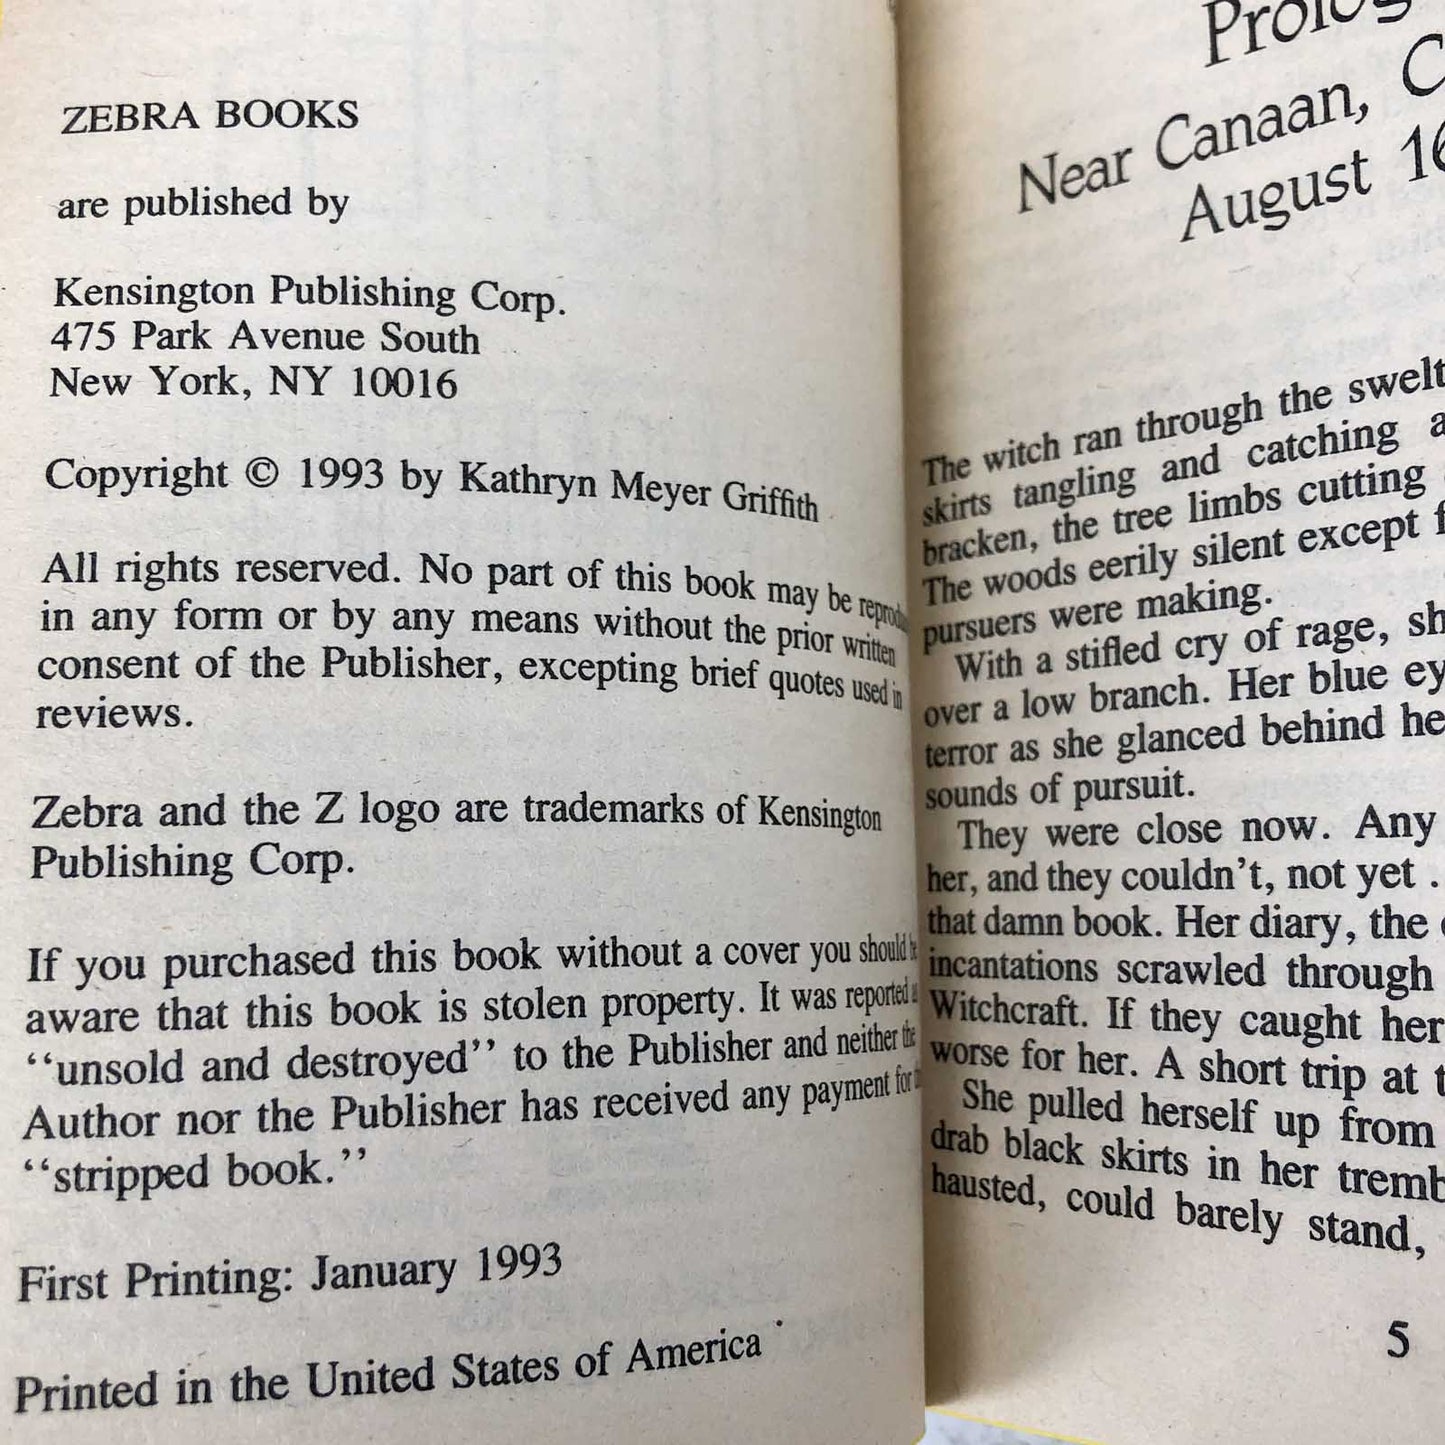 ZEBRA BOOKS
are published by
Kensington Publishing Corp.
475 Park Avenue South
New York, NY 10016
Copyright © 1993 by Kathryn Meyer Griffith
All rights reserved. No part of this book may be
in any form or by any means without the prior written
consent of the Publisher, excepting brief quotes used in
reviews.
Zebra and the Z logo are trademarks of Kensington
Publishing Corp.
If you purchased this book without a cover you should be
aware that this book is stolen property. It was reported
‘‘unsold and destroyed’’ to the Publisher and neither the
Author nor the Publisher has received any payment for
‘‘stripped book.’’
First Printing: January 1993
Printed in the United States of America
Near Canaan,
August
The witch ran through the
skirts tangling and catching
bracken, the tree limbs cutting
The woods eerily silent except
pursuers were making.
With a stifled cry of rage,
over a low branch. Her blue
terror as she glanced behind
sounds of pursuit.
They were close now. Any
her, and they couldn’t, not yet .
that damn book. Her diary, the
incantations scrawled through
Witchcraft. If they caught her
worse for her. A short trip at
She pulled herself up from
drab black skirts in her
hausted, could barely stand,
5